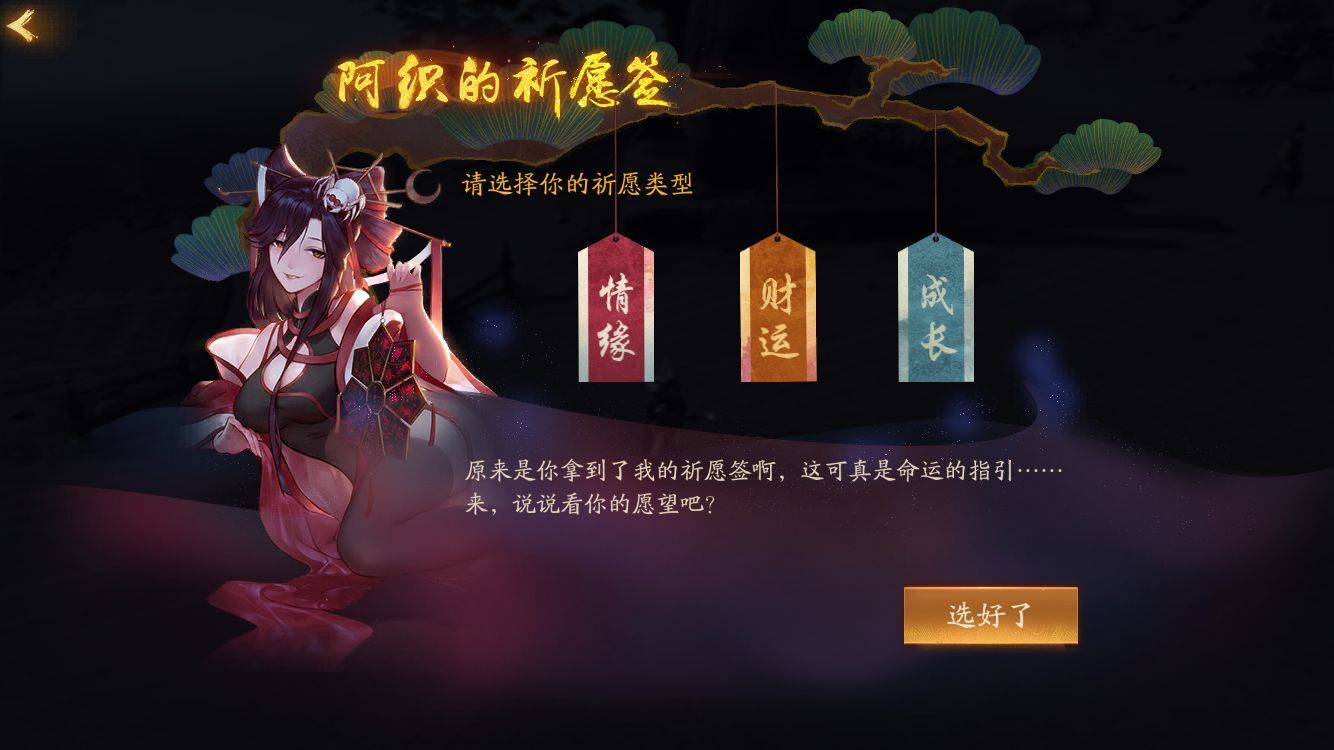 阿织的祈愿签
请选择你的祈愿类型
情缘
财运
成长
原来是你拿到了我的祈愿签啊，这可真是命运的指引……
来，说说看你的愿望吧？
选好了